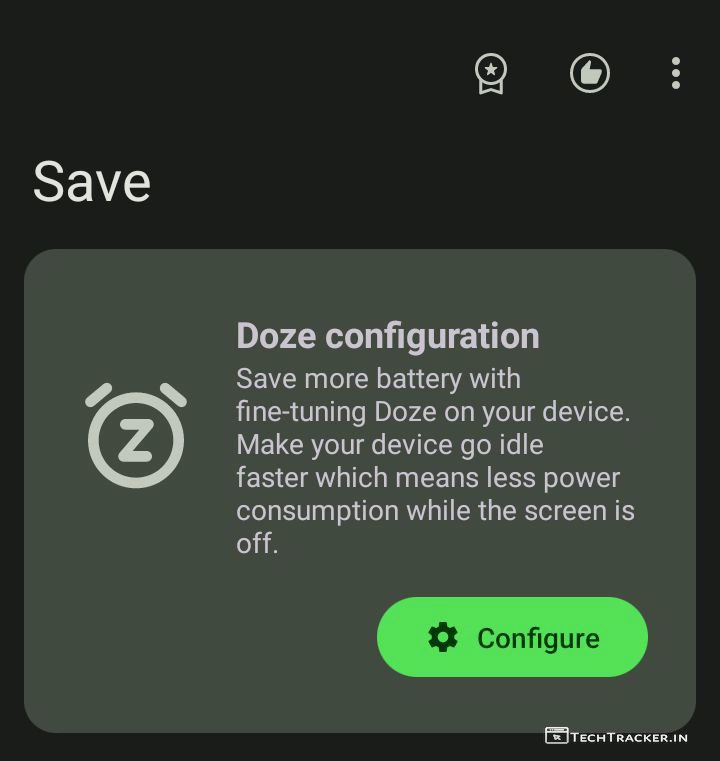 Save
Doze configuration
Save more battery with
fine-tuning Doze on your device.
Make your device go idle
faster which means less power
consumption while the screen is
off.
Configure
TECHTRACKER.IN